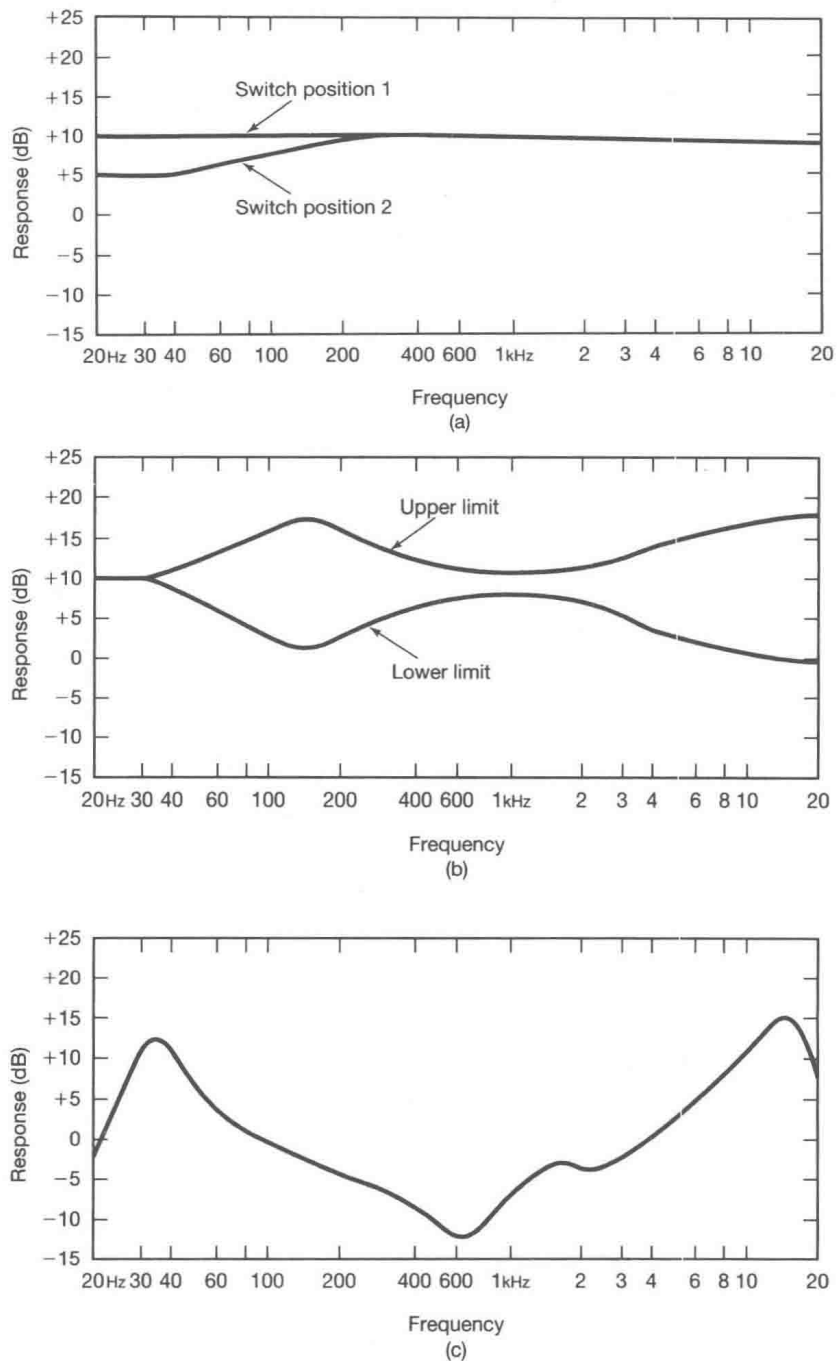 +25
+20
+15
+10
+5
0
−5
−10
−15
Response (dB)
Switch position 1
Switch position 2
20Hz 30 40 60 100 200 400 600 1kHz 2 3 4 6 8 10 20
Frequency
(a)
+25
+20
+15
+10
+5
0
−5
−10
−15
Response (dB)
Upper limit
Lower limit
20Hz 30 40 60 100 200 400 600 1kHz 2 3 4 6 8 10 20
Frequency
(b)
+25
+20
+15
+10
+5
0
−5
−10
−15
Response (dB)
20Hz 30 40 60 100 200 400 600 1kHz 2 3 4 6 8 10 20
Frequency
(c)